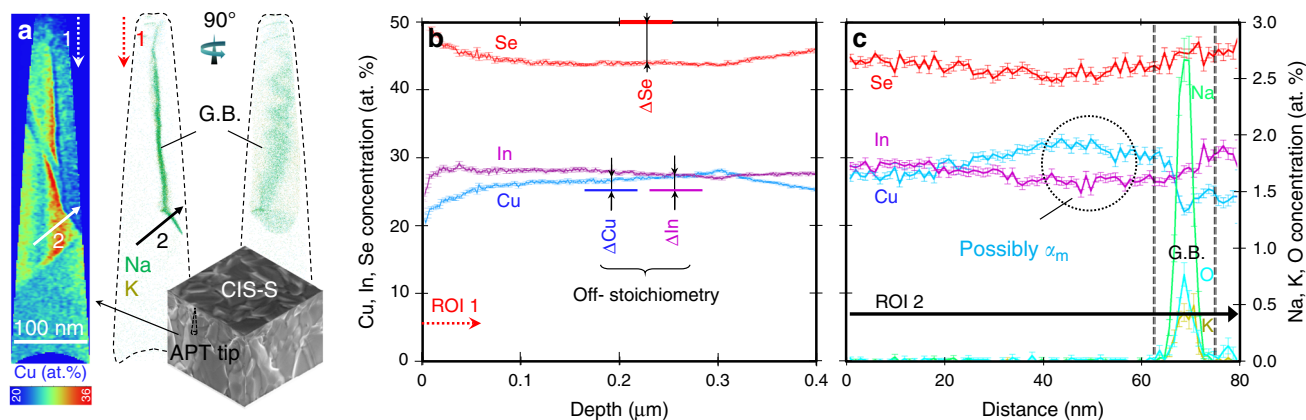 a
1
1
90°
G.B.
2
2
Na
K
CIS-S
100 nm
APT tip
Cu (at.%)
20
36
b
Cu, In, Se concentration (at. %)
50
40
30
20
10
0
Se
ΔSe
In
Cu
ΔCu
ΔIn
Off- stoichiometry
ROI 1
0
0.1
0.2
0.3
0.4
Depth (μm)
c
Se
Na
In
Cu
Possibly αm
G.B.
O
K
ROI 2
0
20
40
60
80
Distance (nm)
3.0
2.5
2.0
1.5
1.0
0.5
0.0
Na, K, O concentration (at. %)